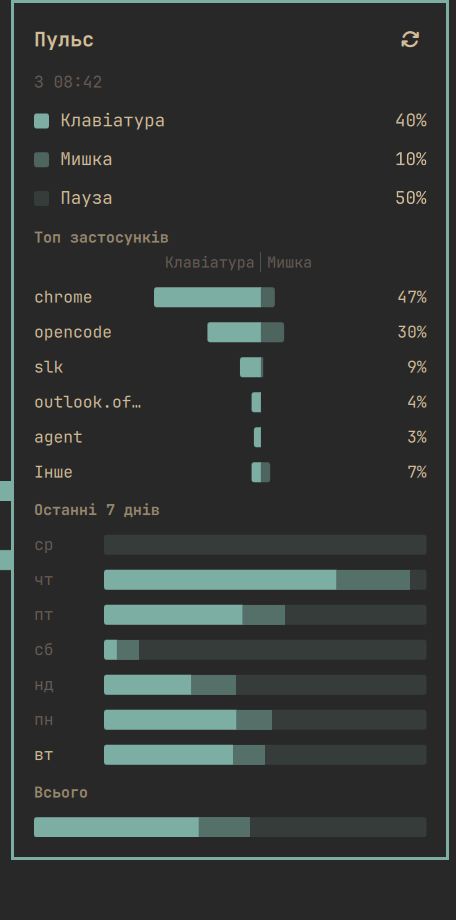 Пульс
З 08:42
Клавіатура 40%
Мишка 10%
Пауза 50%
Топ застосунків
Клавіатура Мишка
chrome 47%
opencode 30%
slk 9%
outlook.of… 4%
agent 3%
Інше 7%
Останні 7 днів
ср
чт
пт
сб
нд
пн
вт
Всього